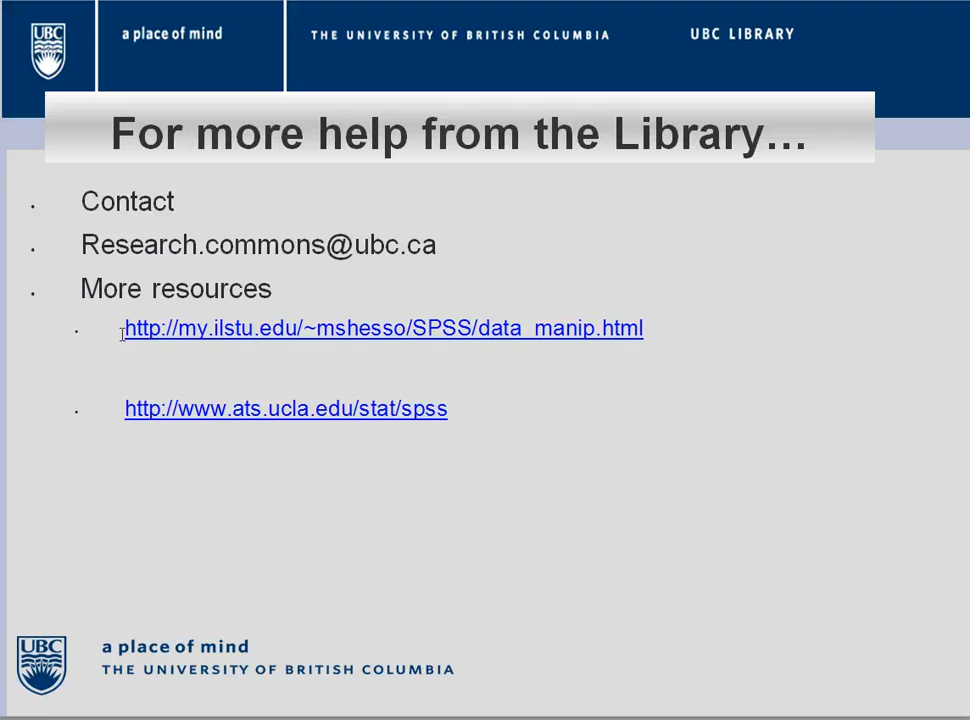 UBC
a place of mind
THE UNIVERSITY OF BRITISH COLUMBIA
UBC LIBRARY
For more help from the Library...
• Contact
• Research.commons@ubc.ca
• More resources
• http://my.ilstu.edu/~mshesso/SPSS/data_manip.html
• http://www.ats.ucla.edu/stat/spss
UBC
a place of mind
THE UNIVERSITY OF BRITISH COLUMBIA